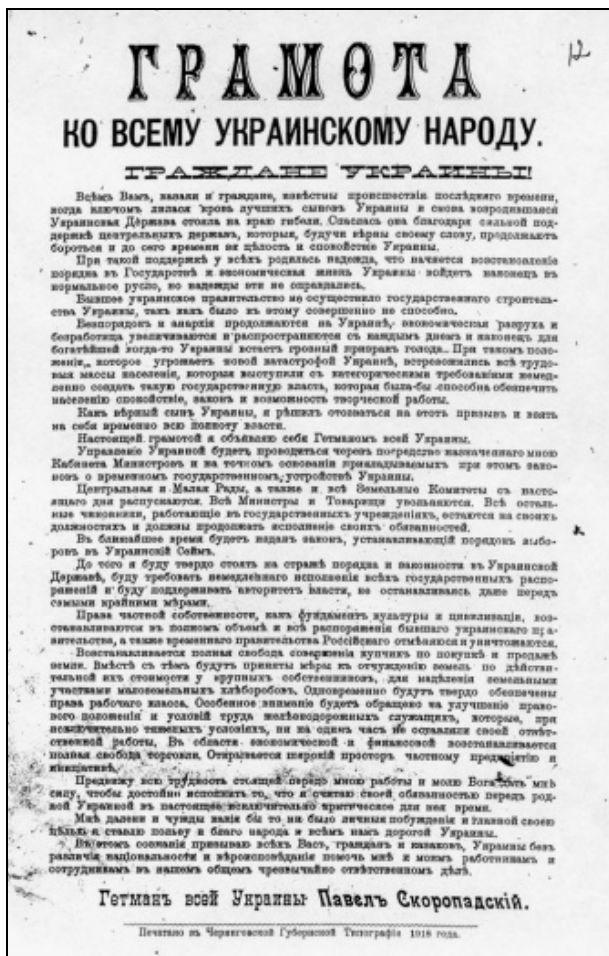 12
ГРАМОТА
КО ВСЕМУ УКРАИНСКОМУ НАРОДУ.
ГРАЖДАНЕ УКРАИНЫ!
Всѣмъ Вамъ, казаки и граждане, извѣстны происшествія послѣдняго времени,
когда ключомъ лилася кровь лучшихъ сыновъ Украины и снова возродившаяся
Украинская Держава стояла на краю гибели. Спаслась она благодаря сильной под-
держкѣ центральныхъ державъ, которыя, будучи вѣрны своему слову, продолжаютъ
бороться и до сего времени за цѣлость и спокойствіе Украины.
При такой поддержкѣ у всѣхъ родилась надежда, что начнется возстановленіе
порядка въ Государствѣ и экономическая жизнь Украины войдетъ наконецъ въ
нормальное русло, но надежды эти не оправдались.
Бывшее украинское правительство не осуществило государственнаго строитель-
ства Украины, такъ какъ было къ этому совершенно не способно.
Безпорядки и анархія продолжаются на Украинѣ, экономическая разруха и
безработица увеличиваются и распространяются съ каждымъ днемъ и наконецъ для
богатѣйшей когда-то Украины встаетъ грозный призракъ голода. При такомъ поло-
женіи, которое угрожаетъ новой катастрофой Украинѣ, встревожились всѣ трудо-
выя массы населенія, которыя выступили съ категорическимъ требованіямъ немед-
ленно создать такую государственную власть, которая была-бы способна обезпечить
населенію спокойствіе, законъ и возможность творческой работы.
Какъ вѣрный сынъ Украины, я рѣшилъ отозваться на этотъ призывъ и взять
на себя временно всю полноту власти.
Настоящей грамотой я объявляю себя Гетманомъ всей Украины.
Управленіе Украиной будетъ проводиться черезъ посредство назначеннаго мною
Кабинета Министровъ и на точномъ основаніи прикладываемыхъ при этомъ зако-
новъ о временномъ государственномъ устройствѣ Украины.
Центральная и Малая Рады, а также и всѣ Земельные Комитеты съ насто-
ящаго дня распускаются. Всѣ Министры и Товарищи увольняются. Всѣ осталь-
ные чиновники, работающіе въ государственныхъ учрежденіяхъ, остаются на своихъ
должностяхъ и должны продолжать исполненіе своихъ обязанностей.
Въ ближайшее время будетъ изданъ законъ, устанавливающій порядокъ выбо-
ровъ въ Украинскій Сеймъ.
До того я буду твердо стоять на стражѣ порядка и законности въ Украинской
Державѣ, буду требовать немедленнаго исполненія всѣхъ государственныхъ распо-
ряженій и буду поддерживать авторитетъ власти, не останавливаясь даже передъ
самыми крайними мѣрами.
Права частной собственности, какъ фундаментъ культуры и цивилизаціи, воз-
станавливаются въ полномъ объемѣ и всѣ распоряженія бывшаго украинскаго пра-
вительства, а также временнаго правительства Россійскаго отмѣняются и уничтожаются.
Возстанавливается полная свобода совершенія купчихъ по покупкѣ и продажѣ
земли. Вмѣстѣ съ тѣмъ будутъ приняты мѣры къ отчужденію земель по дѣйстви-
тельной ихъ стоимости у крупныхъ собственниковъ, для надѣленія земельными
участками малоземельныхъ хлѣборобовъ. Одновременно будутъ твердо обезпечены
права рабочаго класса. Особенное вниманіе будетъ обращено на улучшеніе право-
вого положенія и условій труда желѣзнодорожныхъ служащихъ, которые, при
исключительно тяжелыхъ условіяхъ, ни на одинъ часъ не оставляли своей отвѣт-
ственной работы. Въ области экономической и финансовой возстанавливается
полная свобода торговли. Открывается широкій просторъ частному предпріятію и
иниціативѣ.
Предвижу всю трудность стоящей передо мною работы и молю Бога дать мнѣ
силу, чтобы достойно исполнить то, что я считаю своей обязанностью передъ род-
ной Украиной въ настоящее исключительно критическое для нея время.
Мнѣ далеки и чужды какія бы то ни было личныя побужденія и главной своею
цѣлью я ставлю пользу и благо народа и всѣмъ намъ дорогой Украины.
Въ этомъ сознаніи призываю всѣхъ Васъ, гражданъ и казаковъ, Украины безъ
различія національности и вѣроисповѣданія помочь мнѣ и моимъ работникамъ и
сотрудникамъ въ нашемъ общемъ чрезвычайно отвѣтственномъ дѣлѣ.
Гетманъ всей Украины Павелъ Скоропадскій.
Печатано въ Черниговской Губернской Типографіи 1918 года.